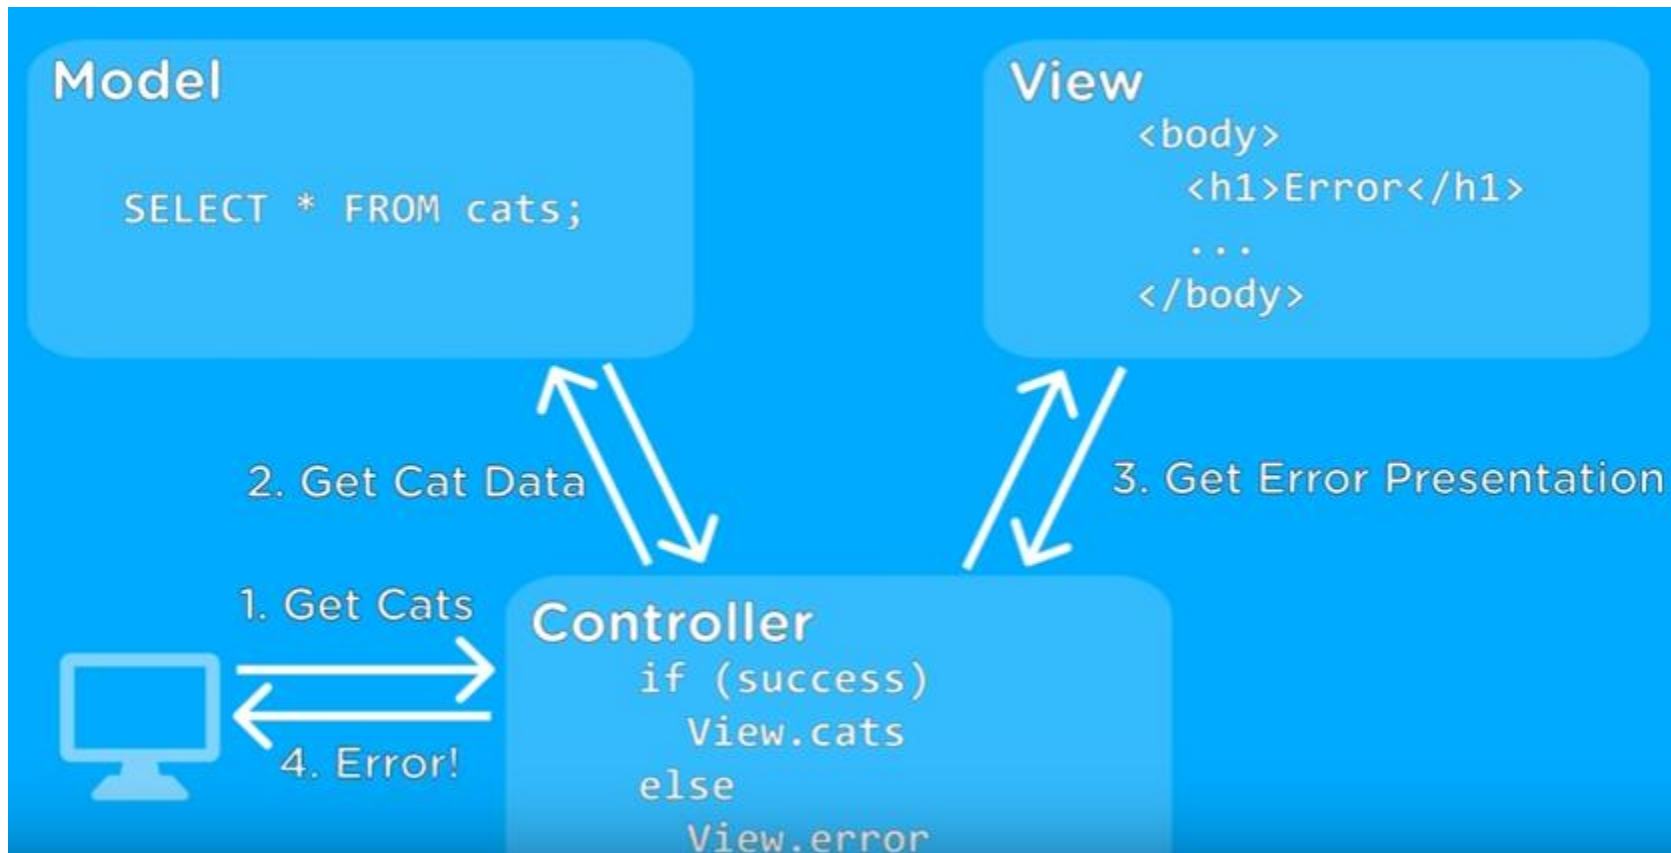 Model
SELECT * FROM cats;
View
<body>
<h1>Error</h1>
...
</body>
2. Get Cat Data
3. Get Error Presentation
1. Get Cats
4. Error!
Controller
if (success)
View.cats
else
View.error